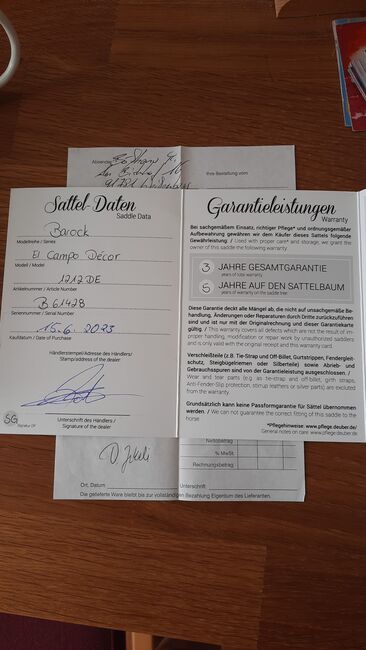 Absender
Ihre Bestellung vom
Sattel-Daten
Saddle Data
Barock
Modellreihe / Series
El Campo Décor
Modell / Model
1212 DE
Artikelnummer / Article Number
B 61428
Seriennummer / Serial Number
15.6. 2023
Kaufdatum / Date of Purchase
Händlerstempel/Adresse des Händlers/
Stamp/address of the dealer
SG
Signatur DP
Unterschrift des Händlers /
Signature of the dealer
Garantieleistungen
Warranty
Bei sachgemäßem Einsatz, richtiger Pflege* und ordnungsgemäßer
Aufbewahrung gewähren wir dem Käufer dieses Sattels folgende
Gewährleistung: / Used with proper care* and storage, we grant the
owner of this saddle the following warranty:
3 JAHRE GESAMTGARANTIE
years of total warranty
5 JAHRE AUF DEN SATTELBAUM
years of warranty on the saddle tree
Diese Garantie deckt alle Mängel ab, die nicht auf unsachgemäße Be-
handlung, Änderungen oder Reparaturen durch Dritte zurückzuführen
sind und ist nur mit der Originalrechnung und dieser Garantiekarte
gültig. / This warranty covers all defects which are not the result of im-
proper handling, modification or repair work by unauthorized saddlers
and is only valid with the original receipt and this warranty card.
Verschleißteile (z.B. Tie-Strap und Off-Billet, Gurtstrippen, Fendergleit-
schutz, Steigbügelriemen oder Silberteile) sowie Abrieb- und
Gebrauchsspuren sind von der Garantieleistung ausgeschlossen. /
Wear and tear parts (e.g. as tie-strap and off-billet, girth straps,
Anti-Fender-Slip protection, stirrup leathers or silver parts) are excluded
from the warranty.
Grundsätzlich kann keine Passformgarantie für Sättel übernommen
werden. / We can not guarantee the correct fitting of this saddle to the
horse.
*Pflegehinweise: www.pflege.deuber.de/
General notes on care: www.pflege.deuber.de/
Nettobetrag
% MwSt.
Rechnungsbetrag
Ort, Datum
Unterschrift
Die gelieferte Ware bleibt bis zur vollständigen Bezahlung Eigentum des Lieferanten.